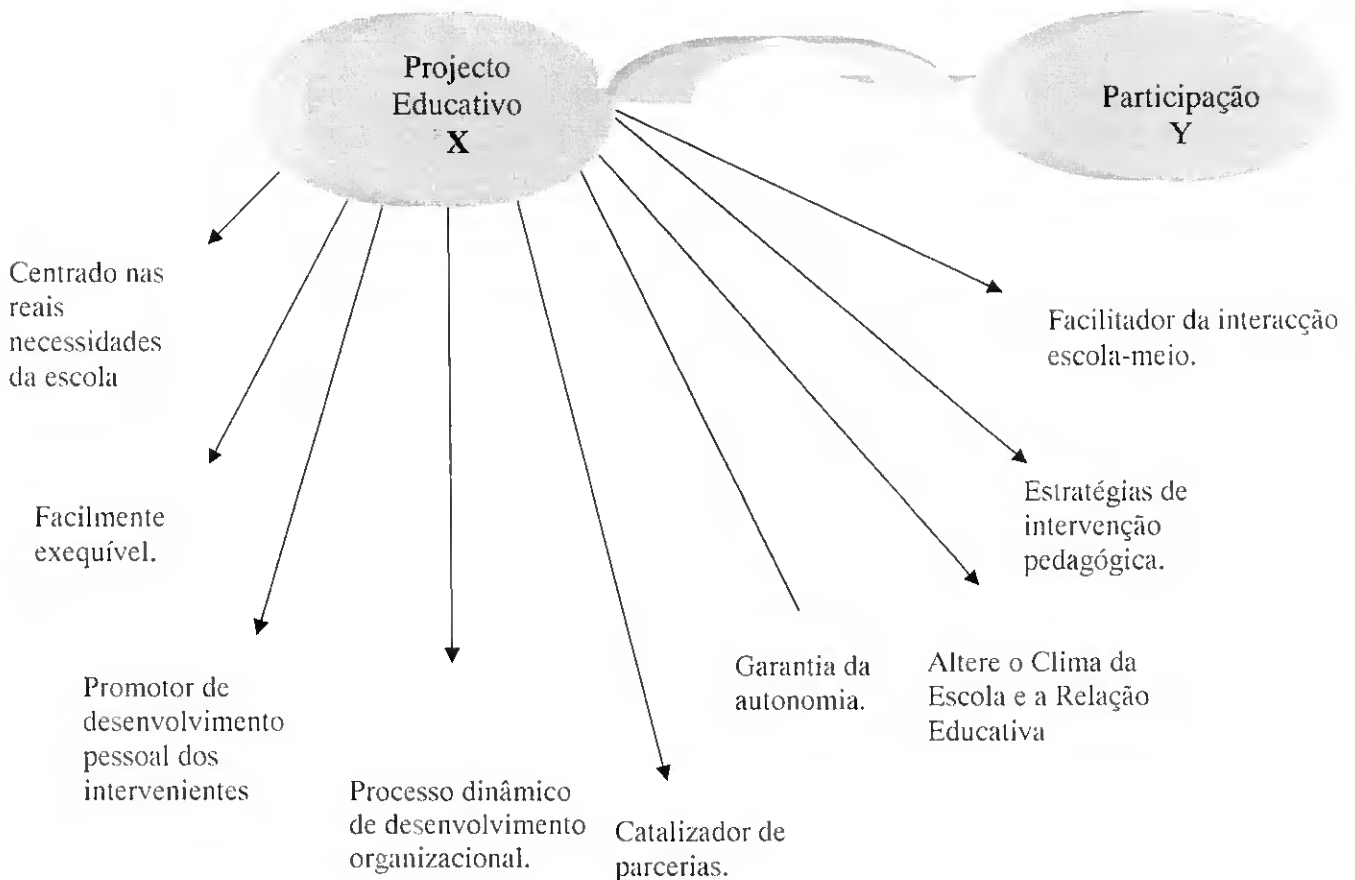 Projecto
Educativo
X
Participação
Y
Centrado nas
reais
necessidades
da escola
Facilitador da interacção
escola-meio.
Facilmente
exequível.
Estratégias de
intervenção
pedagógica.
Promotor de
desenvolvimento
pessoal dos
intervenientes
Garantia da
autonomia.
Altere o Clima da
Escola e a Relação
Educativa
Processo dinâmico
de desenvolvimento
organizacional.
Catalizador de
parcerias.